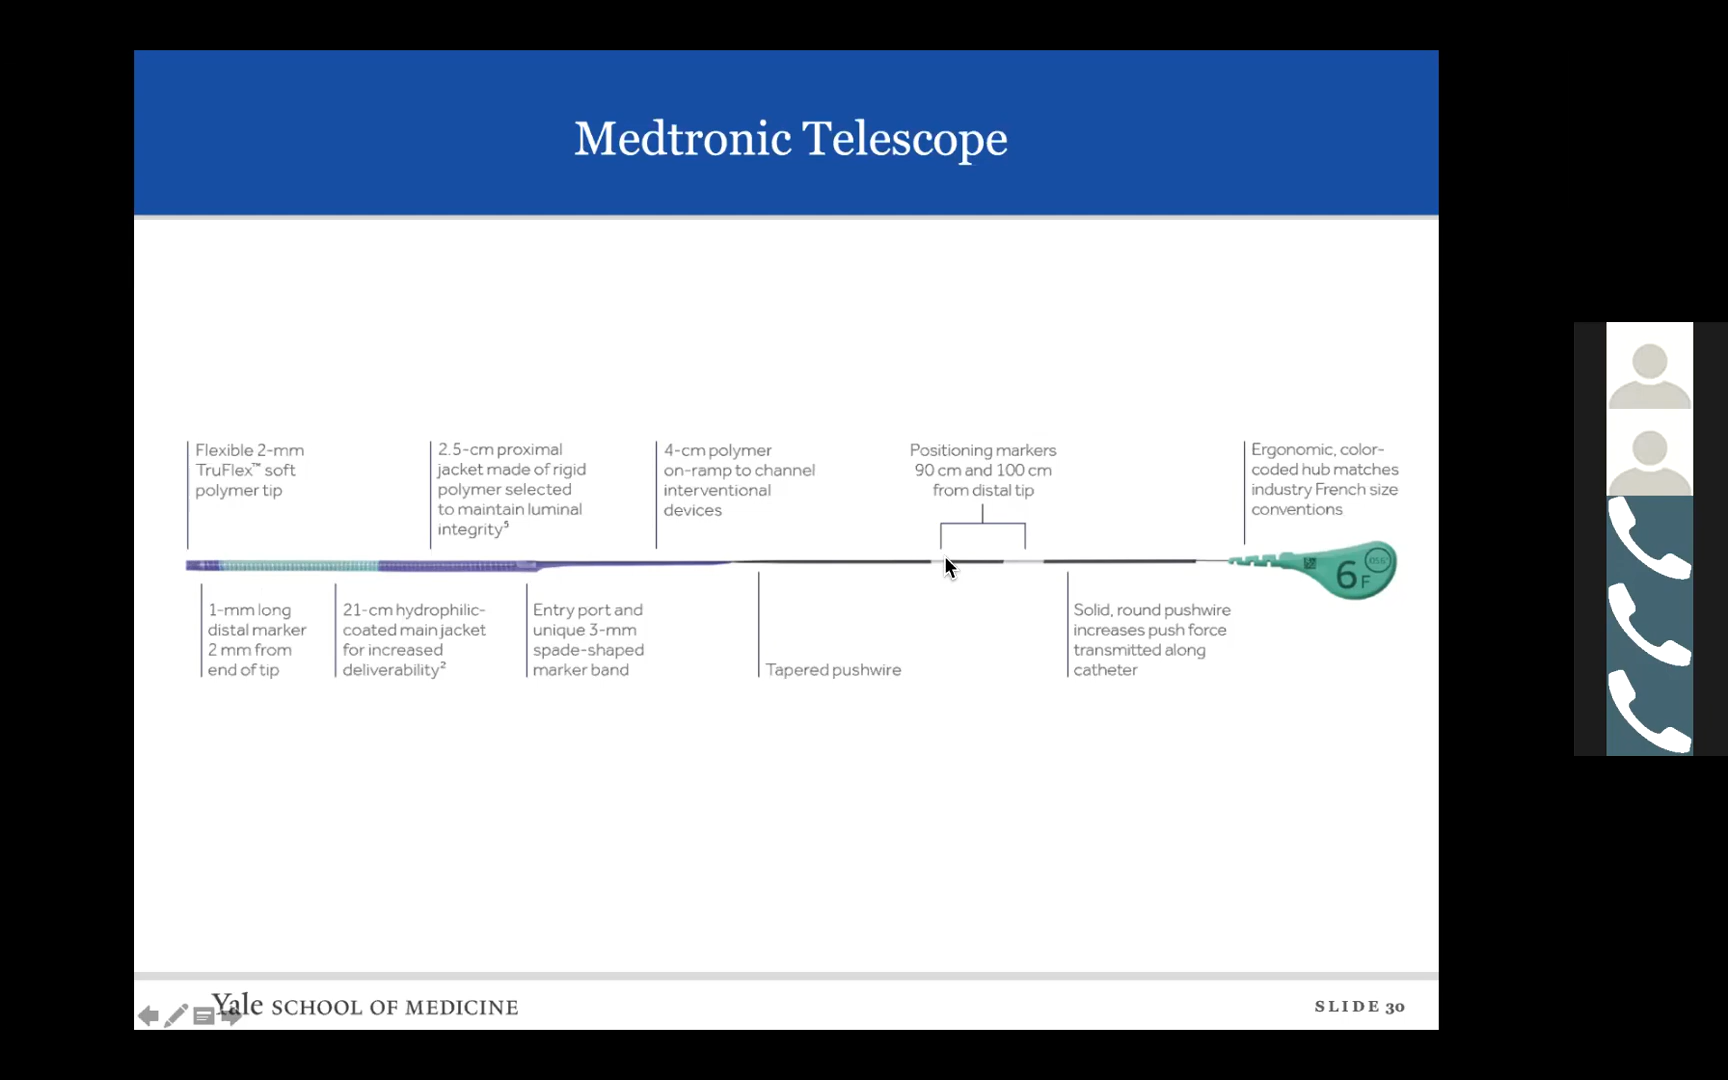 Medtronic Telescope
Flexible 2-mm
TruFlex™ soft
polymer tip
2.5-cm proximal
jacket made of rigid
polymer selected
to maintain luminal
integrity⁵
4-cm polymer
on-ramp to channel
interventional
devices
Positioning markers
90 cm and 100 cm
from distal tip
Ergonomic, color-
coded hub matches
industry French size
conventions
6F
056"
1-mm long
distal marker
2 mm from
end of tip
21-cm hydrophilic-
coated main jacket
for increased
deliverability²
Entry port and
unique 3-mm
spade-shaped
marker band
Tapered pushwire
Solid, round pushwire
increases push force
transmitted along
catheter
Yale SCHOOL OF MEDICINE
SLIDE 30